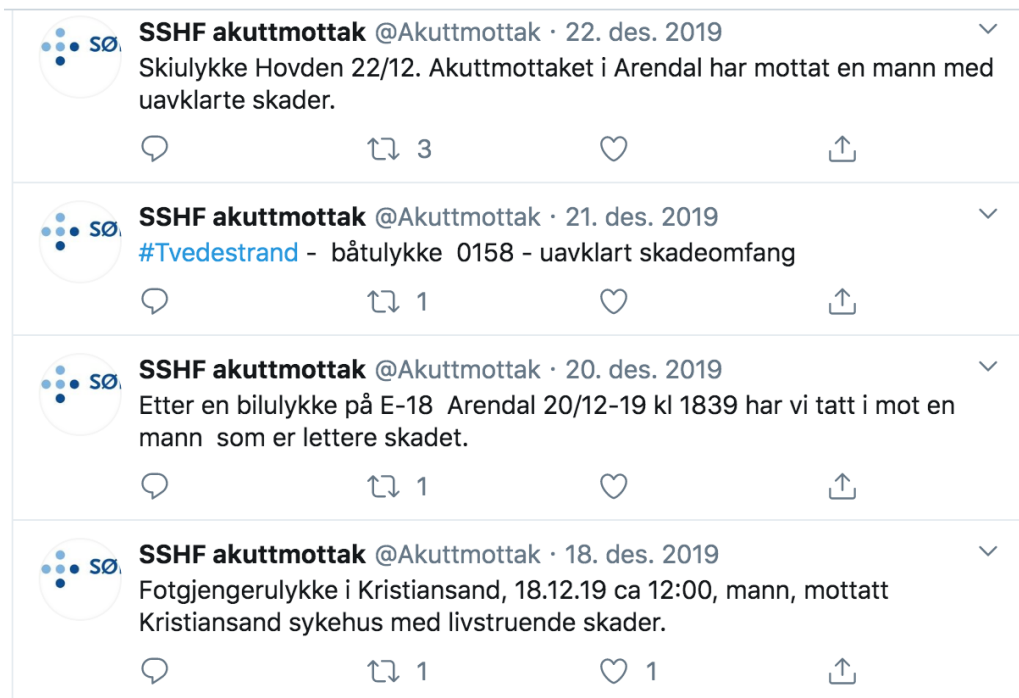 SSHF akuttmottak @Akuttmottak · 22. des. 2019
SØ
Skiulykke Hovden 22/12. Akuttmottaket i Arendal har mottat en mann med
uavklarte skader.
3
SSHF akuttmottak @Akuttmottak · 21. des. 2019
SØ
#Tvedestrand - båtulykke 0158 - uavklart skadeomfang
1
SSHF akuttmottak @Akuttmottak · 20. des. 2019
SØ
Etter en bilulykke på E-18 Arendal 20/12-19 kl 1839 har vi tatt i mot en
mann som er lettere skadet.
1
SSHF akuttmottak @Akuttmottak · 18. des. 2019
SØ
Fotgjengerulykke i Kristiansand, 18.12.19 ca 12:00, mann, mottatt
Kristiansand sykehus med livstruende skader.
1 1